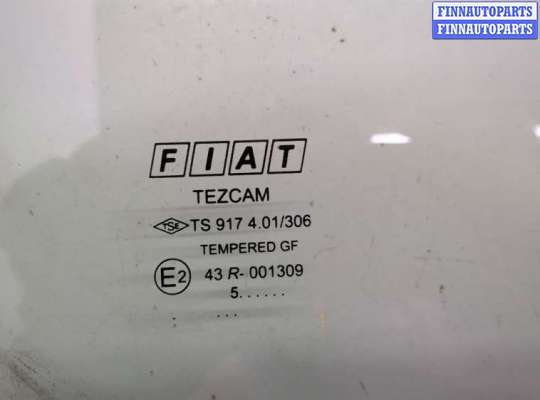 FINNAUTOPARTS
FINNAUTOPARTS
FIAT
TEZCAM
TSE TS 917 4.01/306
TEMPERED GF
E2 43 R- 001309
5. . . . . .
. . . .